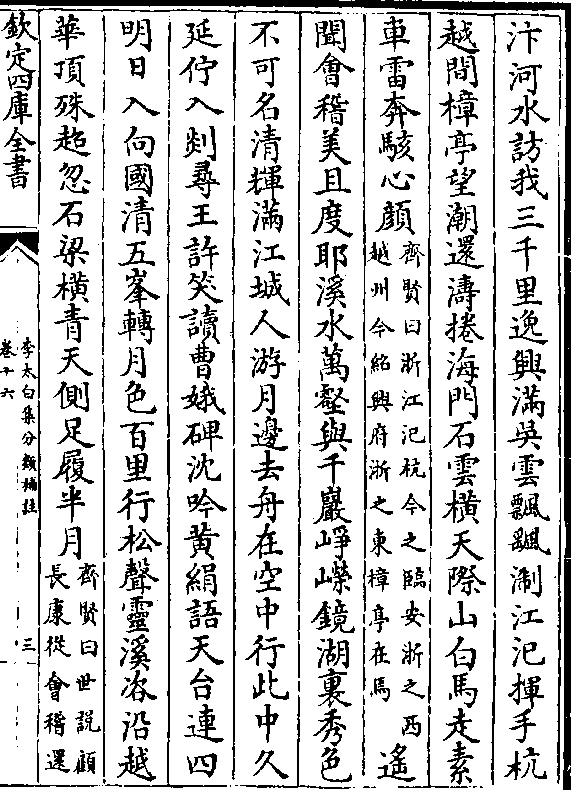 汴河水訪我三千里逸興滿吳雲飄飖淛江汜揮手杭
越間樟亭望潮還濤捲海門石雲橫天際山白馬走素
車雷奔駭心顏
齊賢曰浙江汜杭今之臨安浙之西
越州今紹興府浙之東樟亭在焉
遙
聞會稽美且度耶溪水萬壑與千巖崢嶸鏡湖裏秀色
不可名清輝滿江城人游月邊去舟在空中行此中久
延佇入剡尋王許笑讀曹娥碑沈吟黃絹語天台連四
明日入向國清五峯轉月色百里行松聲靈溪咨沿越
華頂殊超忽石梁橫青天側足履半月
齊賢曰世說顧
長康從會稽還
欽定四庫全書
李太白集分類補註
卷十六
三